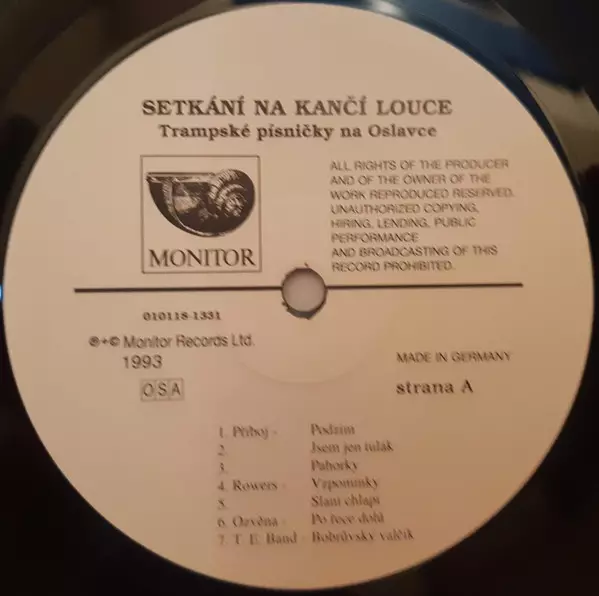 SETKÁNÍ NA KANČÍ LOUCE
Trampské písničky na Oslavce
MONITOR
ALL RIGHTS OF THE PRODUCER
AND OF THE OWNER OF THE
WORK REPRODUCED RESERVED.
UNAUTHORIZED COPYING,
HIRING, LENDING, PUBLIC
PERFORMANCE
AND BROADCASTING OF THIS
RECORD PROHIBITED.
010118-1331
℗+© Monitor Records Ltd.
1993
OSA
MADE IN GERMANY
strana A
1. Příboj - Podzim
2. Jsem jen tulák
3. Pahorky
4. Rowers - Vzpomínky
5. Slaní chlapi
6. Ozvěna - Po řece dolů
7. T. E. Band - Bobrůvský valčík